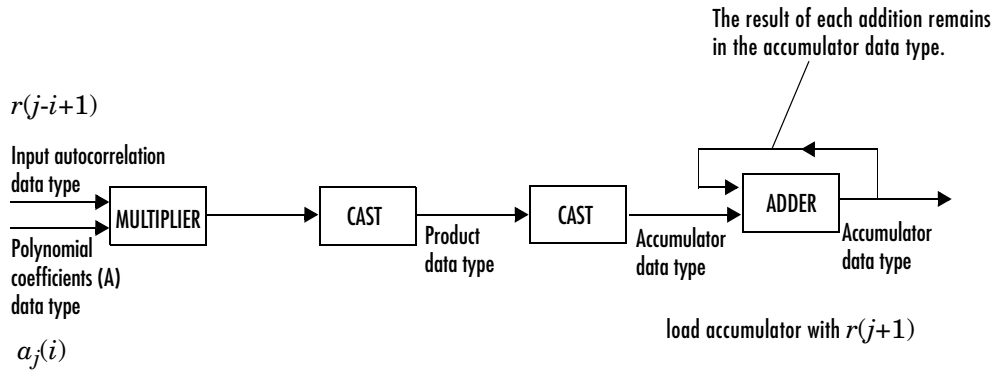 The result of each addition remains
in the accumulator data type.
r(j-i+1)
Input autocorrelation
data type
MULTIPLIER
CAST
CAST
ADDER
Polynomial
coefficients (A)
data type
Product
data type
Accumulator
data type
Accumulator
data type
load accumulator with r(j+1)
aj(i)